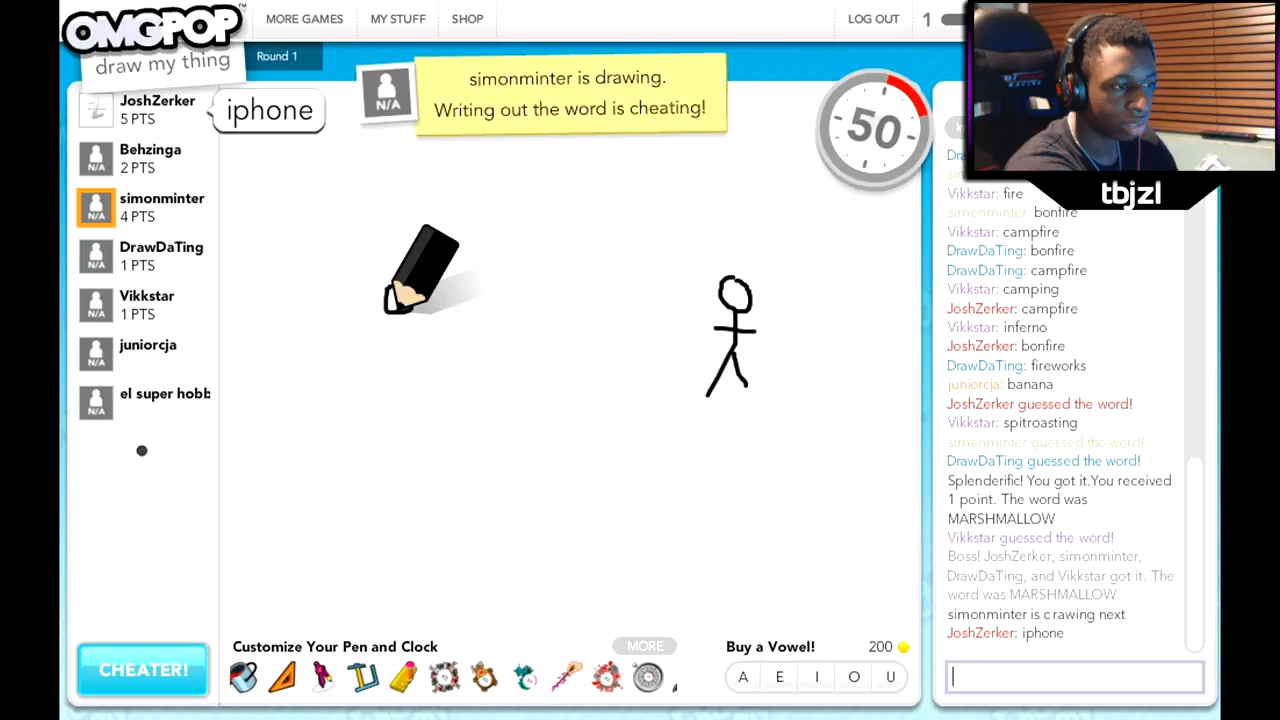 OMGPOP
™
MORE GAMES
MY STUFF
SHOP
LOG OUT
1
draw my thing
Round 1
JoshZerker
5 PTS
iphone
Behzinga
2 PTS
simonminter
4 PTS
DrawDaTing
1 PTS
Vikkstar
1 PTS
juniorcja
el super hobb
N/A
N/A
N/A
N/A
N/A
N/A
N/A
simonminter is drawing.
Writing out the word is cheating!
50
tbjzl
Vikkstar: fire
simonminter: bonfire
Vikkstar: campfire
DrawDaTing: bonfire
DrawDaTing: campfire
Vikkstar: camping
JoshZerker: campfire
Vikkstar: inferno
JoshZerker: bonfire
DrawDaTing: fireworks
juniorcja: banana
JoshZerker guessed the word!
Vikkstar: spitroasting
simonminter guessed the word!
DrawDaTing guessed the word!
Splenderific! You got it.You received
1 point. The word was
MARSHMALLOW
Vikkstar guessed the word!
Boss! JoshZerker, simonminter,
DrawDaTing, and Vikkstar got it. The
word was MARSHMALLOW
simonminter is crawing next
JoshZerker: iphone
CHEATER!
Customize Your Pen and Clock
MORE
Buy a Vowel!
200
A E I O U